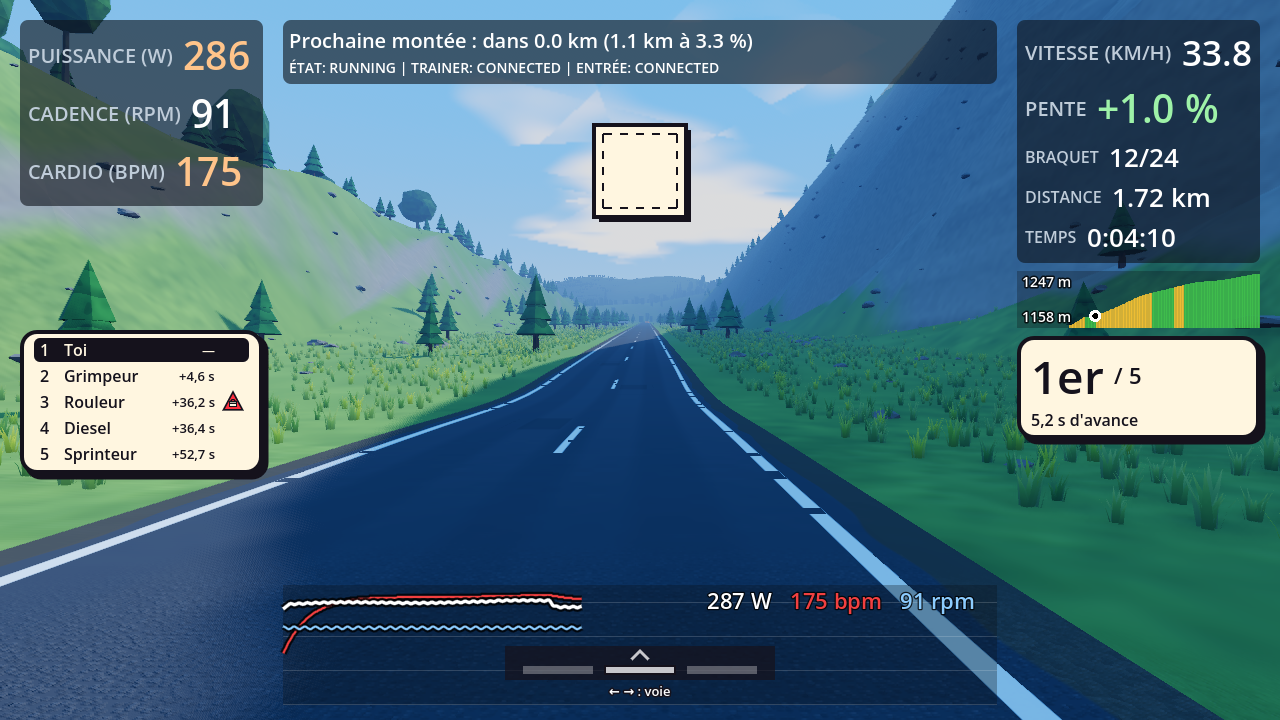 PUISSANCE (W) 286
CADENCE (RPM) 91
CARDIO (BPM) 175
Prochaine montée : dans 0.0 km (1.1 km à 3.3 %)
ÉTAT: RUNNING | TRAINER: CONNECTED | ENTRÉE: CONNECTED
VITESSE (KM/H) 33.8
PENTE +1.0 %
BRAQUET 12/24
DISTANCE 1.72 km
TEMPS 0:04:10
1247 m
1158 m
1 Toi —
2 Grimpeur +4,6 s
3 Rouleur +36,2 s
4 Diesel +36,4 s
5 Sprinteur +52,7 s
1er / 5
5,2 s d'avance
287 W 175 bpm 91 rpm
← → : voie